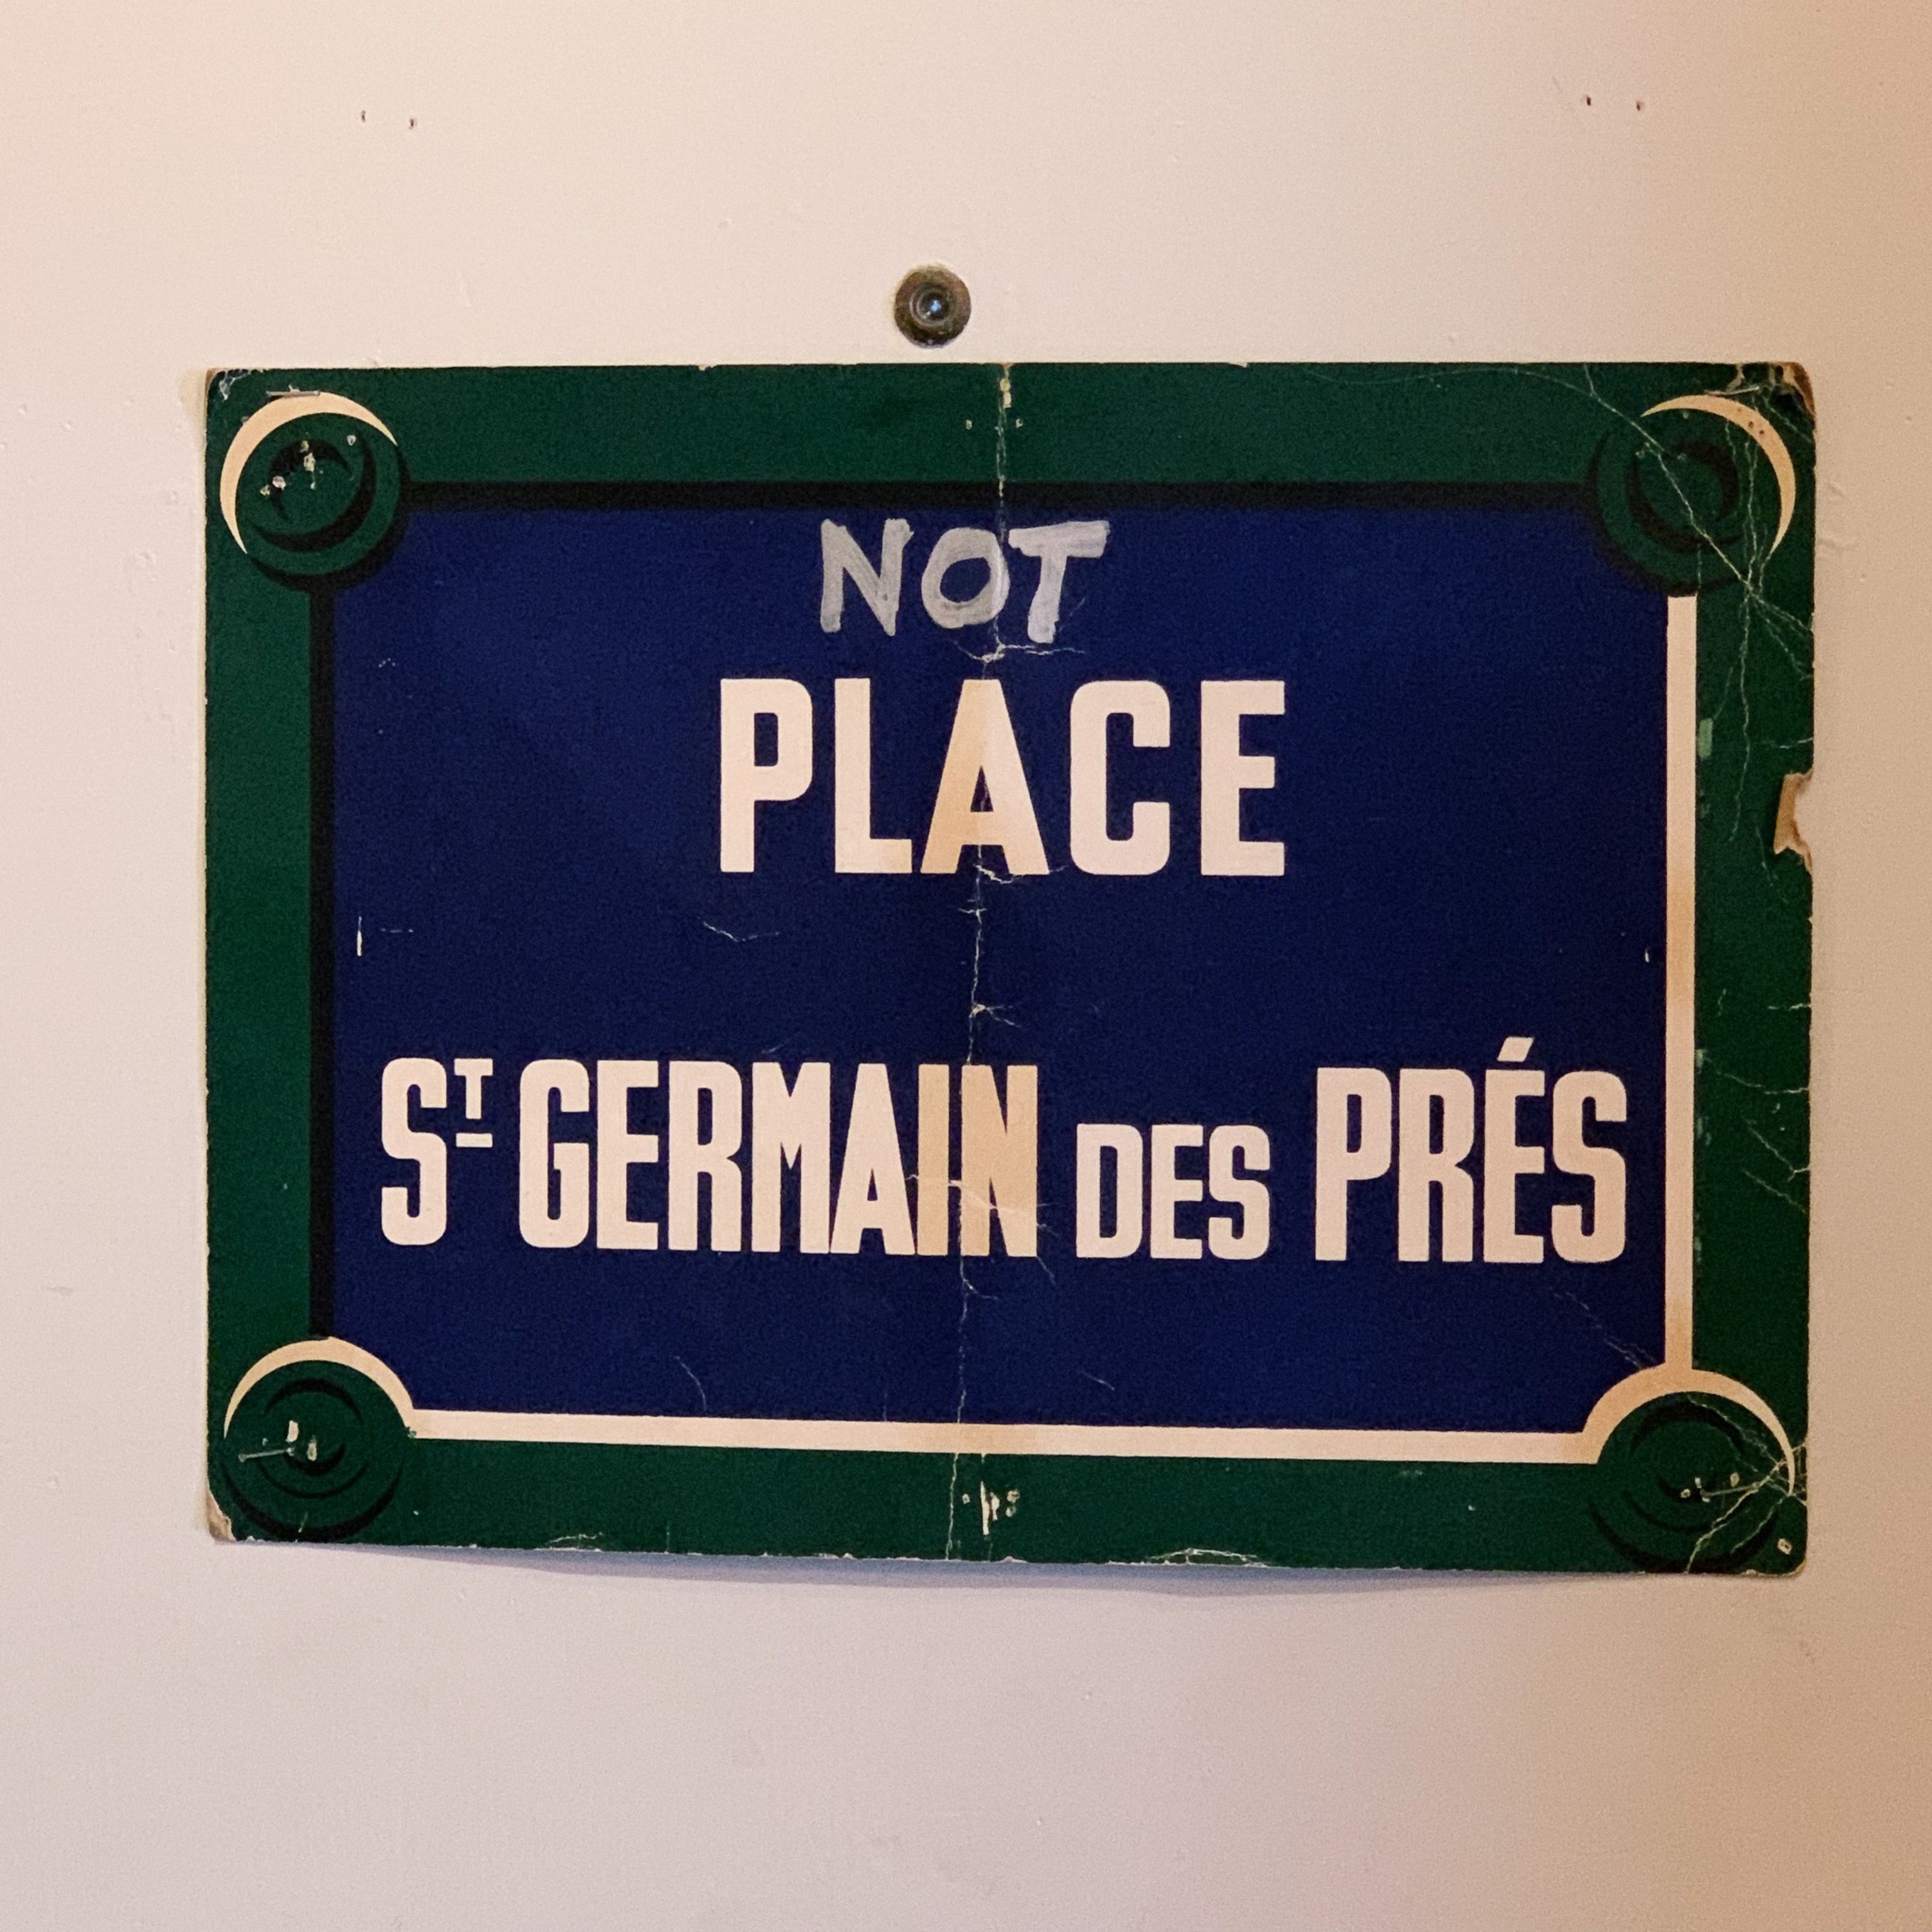 NOT
PLACE
ST GERMAIN DES PRÉS